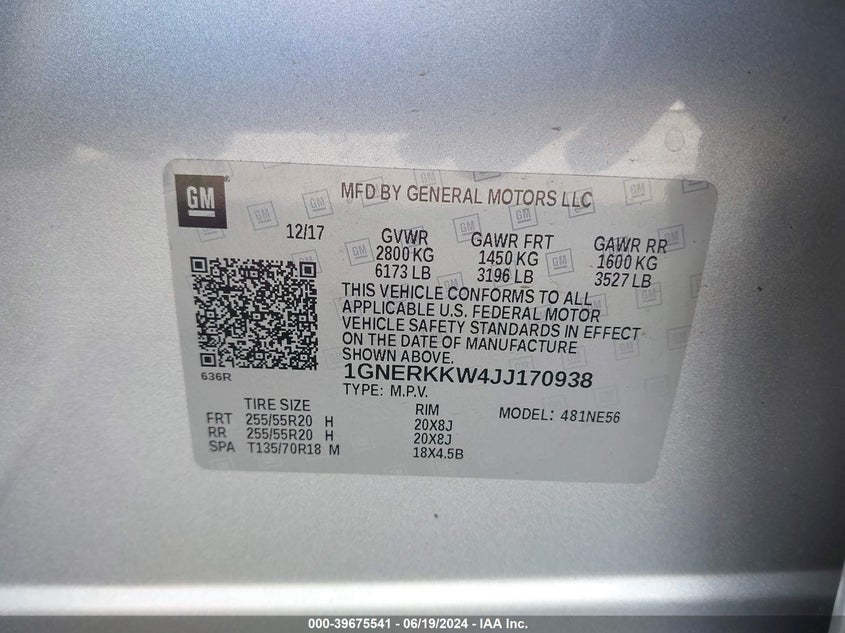 GM
MFD BY GENERAL MOTORS LLC
12/17 GVWR GAWR FRT GAWR RR
2800 KG 1450 KG 1600 KG
6173 LB 3196 LB 3527 LB
THIS VEHICLE CONFORMS TO ALL
APPLICABLE U.S. FEDERAL MOTOR
VEHICLE SAFETY STANDARDS IN EFFECT
ON THE DATE OF MANUFACTURE
SHOWN ABOVE.
636R
1GNERKKW4JJ170938
TYPE: M.P.V.
TIRE SIZE RIM MODEL: 481NE56
FRT 255/55R20 H 20X8J
RR 255/55R20 H 20X8J
SPA T135/70R18 M 18X4.5B
000-39675541 - 06/19/2024 - IAA Inc.